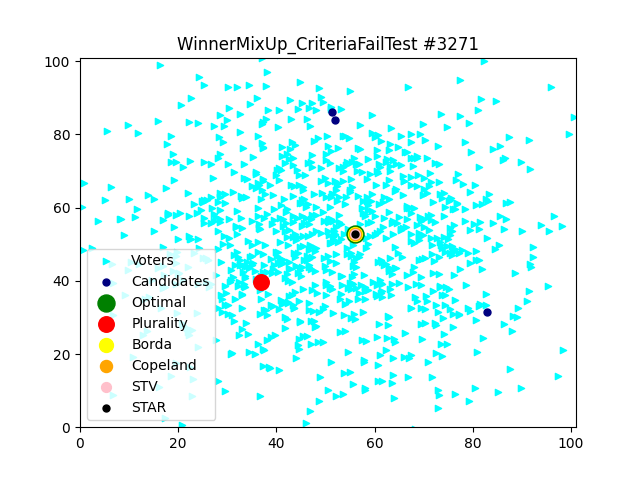 WinnerMixUp_CriteriaFailTest #3271
100
80
60
40
20
0
Voters
Candidates
Optimal
Plurality
Borda
Copeland
STV
STAR
0 20 40 60 80 100